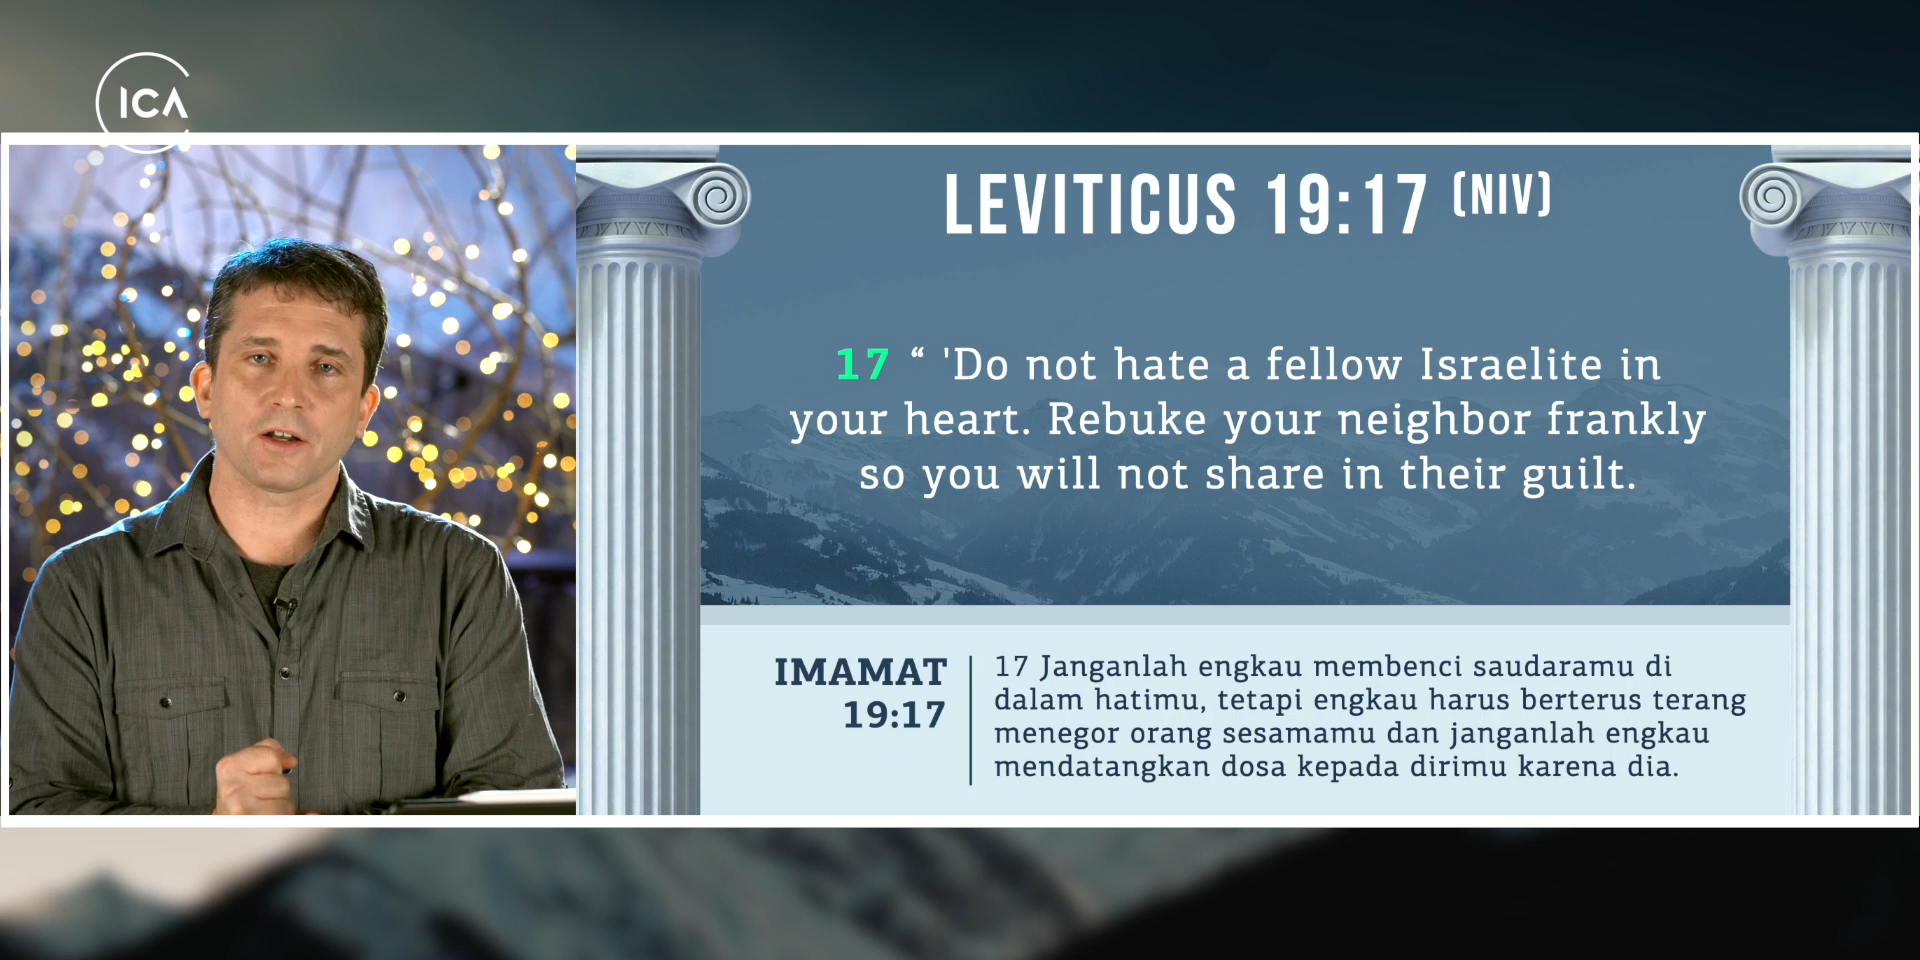 ICA
LEVITICUS 19:17 (NIV)
17 “ 'Do not hate a fellow Israelite in
your heart. Rebuke your neighbor frankly
so you will not share in their guilt.
IMAMAT
19:17
17 Janganlah engkau membenci saudaramu di
dalam hatimu, tetapi engkau harus berterus terang
menegor orang sesamamu dan janganlah engkau
mendatangkan dosa kepada dirimu karena dia.